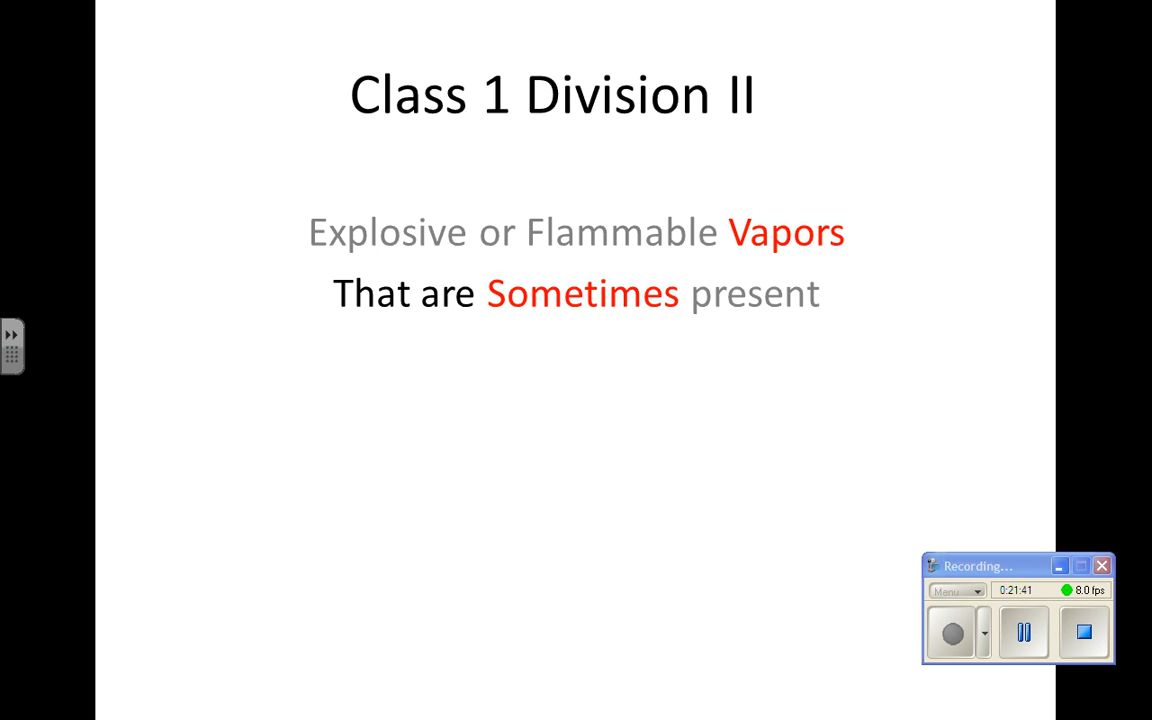 Class 1 Division II
Explosive or Flammable Vapors
That are Sometimes present
Recording...
Menu
0:21:41
8.0 fps